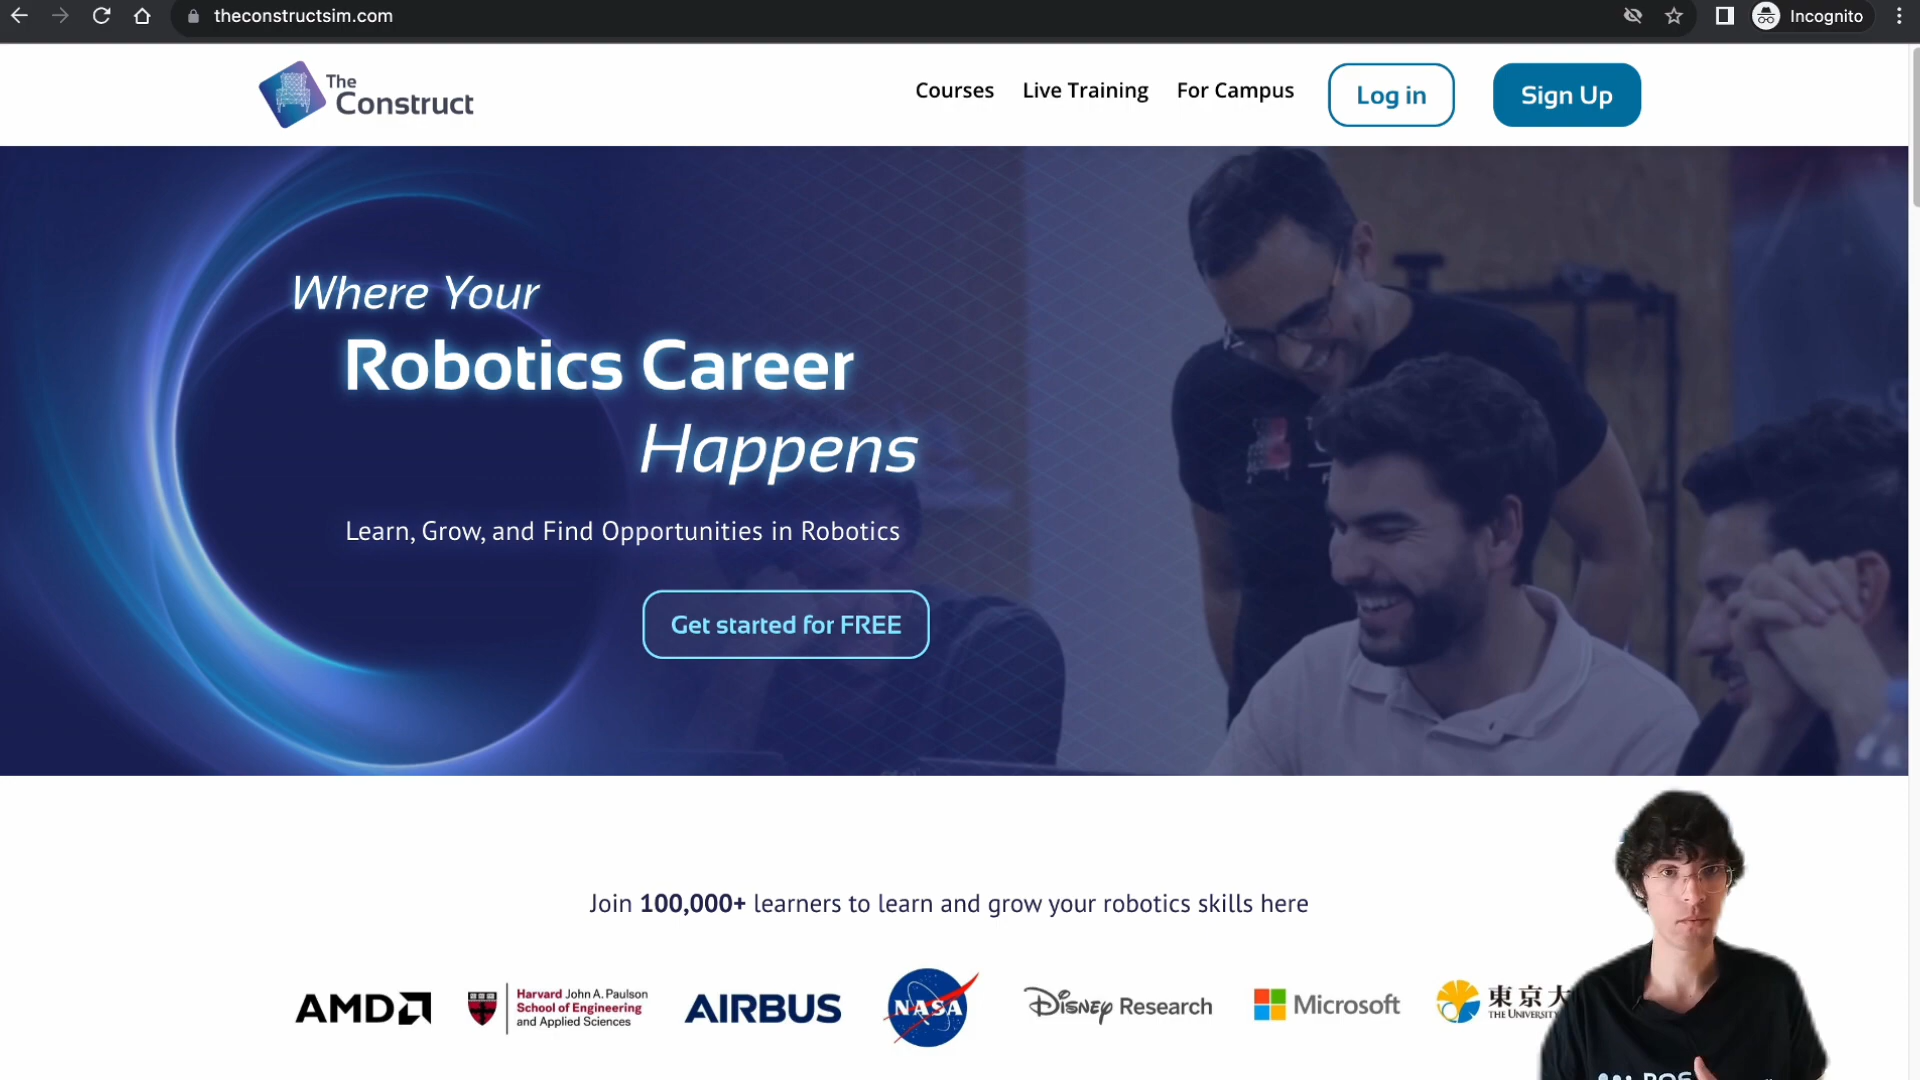 theconstructsim.com
Incognito
The
Construct
Courses
Live Training
For Campus
Log in
Sign Up
Where Your
Robotics Career
Happens
Learn, Grow, and Find Opportunities in Robotics
Get started for FREE
Join 100,000+ learners to learn and grow your robotics skills here
AMD
Harvard John A. Paulson
School of Engineering
and Applied Sciences
AIRBUS
NASA
Disney Research
Microsoft
東京大
THE UNIVERSITY
ROS